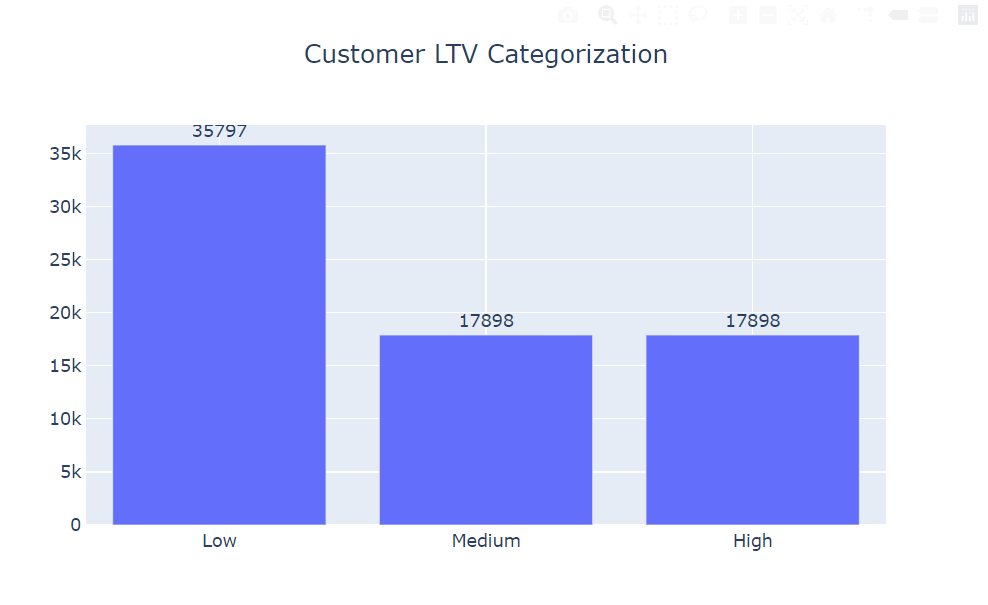 Customer LTV Categorization
35797
17898
17898
35k
30k
25k
20k
15k
10k
5k
0
Low
Medium
High